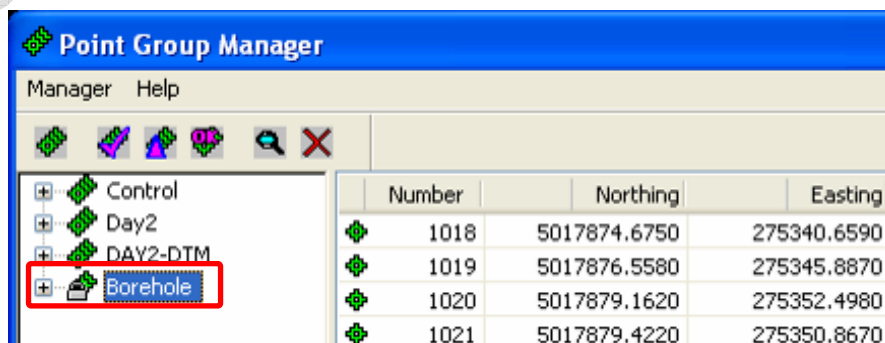 Point Group Manager
Manager Help
Control
Day2
DAY2-DTM
Borehole
Number Northing Easting
1018 5017874.6750 275340.6590
1019 5017876.5580 275345.8870
1020 5017879.1620 275352.4980
1021 5017879.4220 275350.8670